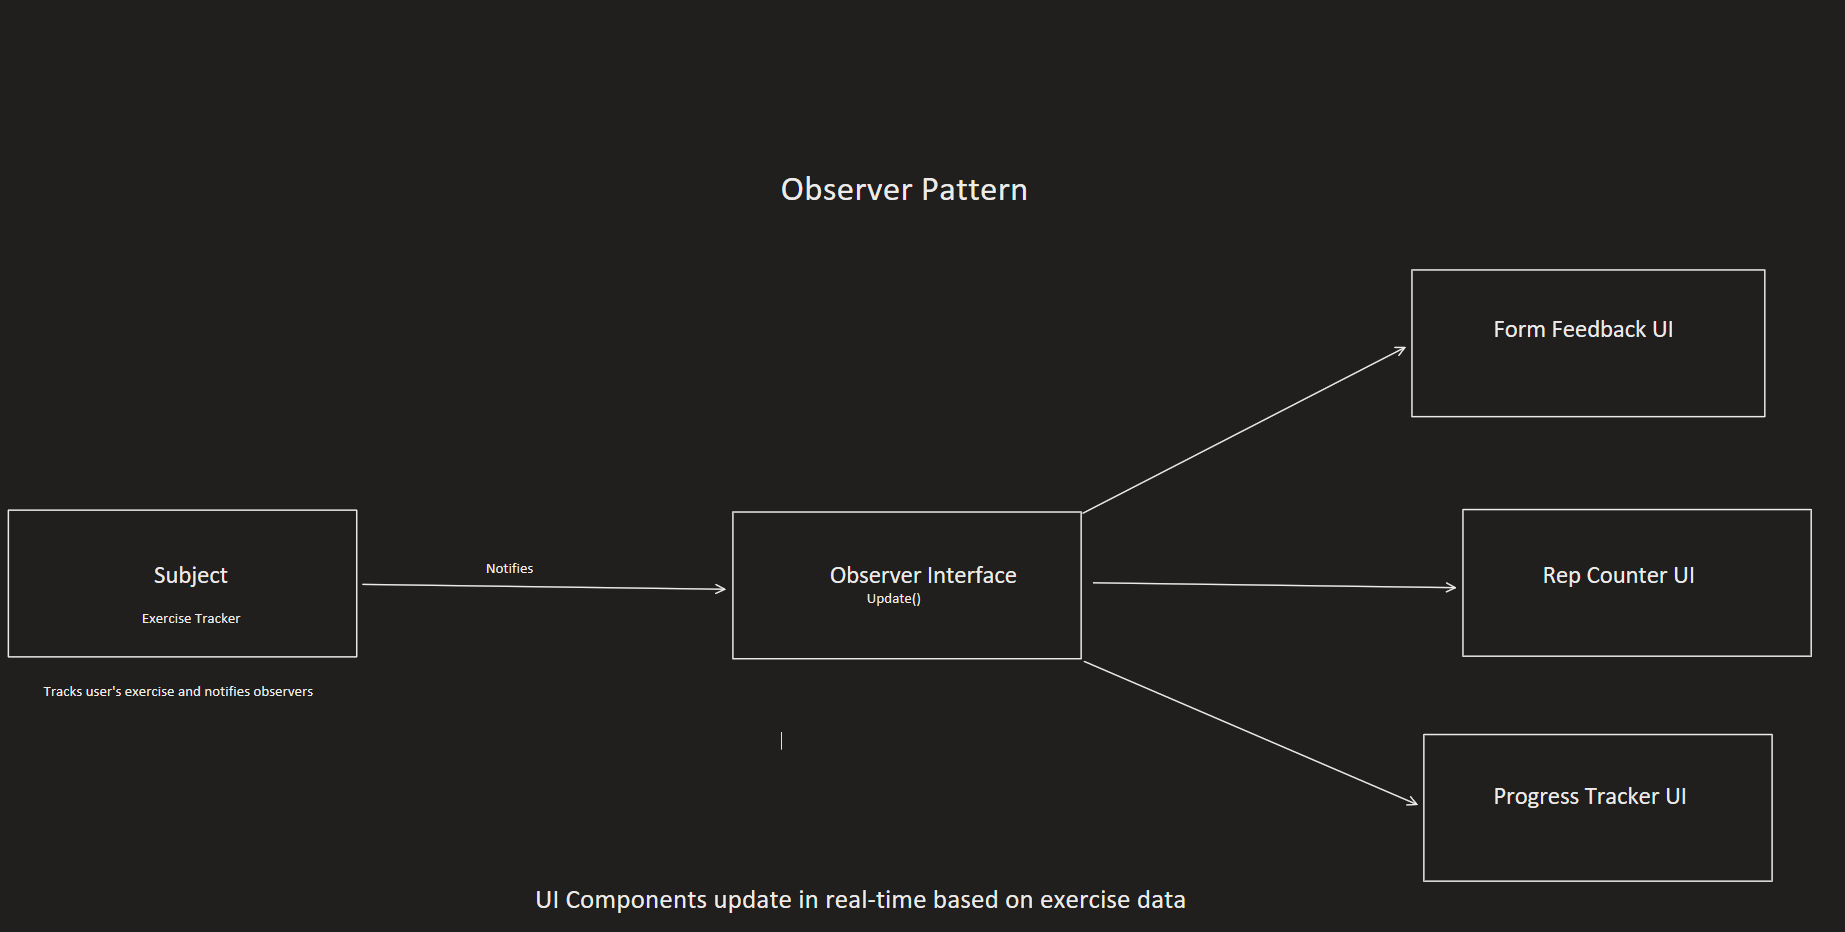 Observer Pattern
Form Feedback UI
Subject
Exercise Tracker
Tracks user's exercise and notifies observers
Notifies
Observer Interface
Update()
Rep Counter UI
Progress Tracker UI
UI Components update in real-time based on exercise data